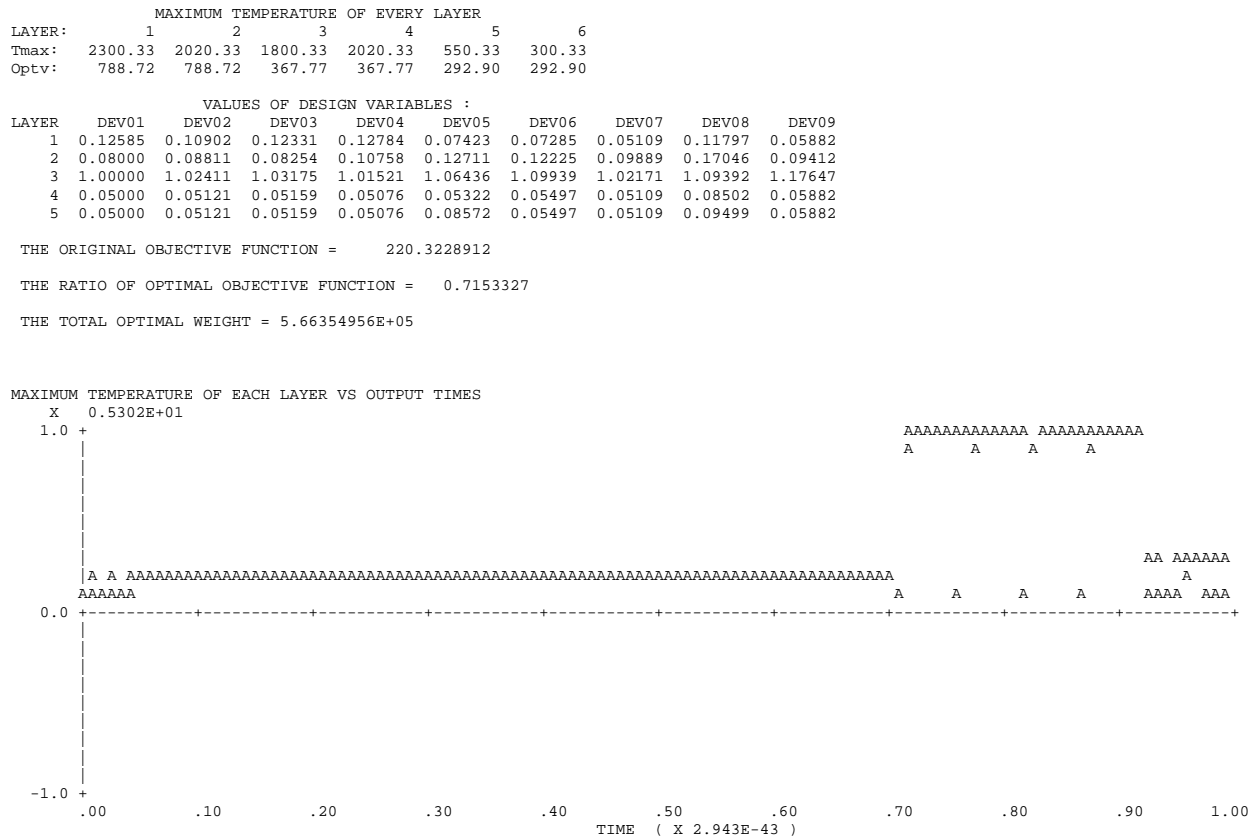 MAXIMUM TEMPERATURE OF EVERY LAYER
LAYER: 1 2 3 4 5 6
Tmax: 2300.33 2020.33 1800.33 2020.33 550.33 300.33
Optv: 788.72 788.72 367.77 367.77 292.90 292.90
VALUES OF DESIGN VARIABLES :
LAYER DEV01 DEV02 DEV03 DEV04 DEV05 DEV06 DEV07 DEV08 DEV09
1 0.12585 0.10902 0.12331 0.12784 0.07423 0.07285 0.05109 0.11797 0.05882
2 0.08000 0.08811 0.08254 0.10758 0.12711 0.12225 0.09889 0.17046 0.09412
3 1.00000 1.02411 1.03175 1.01521 1.06436 1.09939 1.02171 1.09392 1.17647
4 0.05000 0.05121 0.05159 0.05076 0.05322 0.05497 0.05109 0.08502 0.05882
5 0.05000 0.05121 0.05159 0.05076 0.08572 0.05497 0.05109 0.09499 0.05882
THE ORIGINAL OBJECTIVE FUNCTION = 220.3228912
THE RATIO OF OPTIMAL OBJECTIVE FUNCTION = 0.7153327
THE TOTAL OPTIMAL WEIGHT = 5.66354956E+05
MAXIMUM TEMPERATURE OF EACH LAYER VS OUTPUT TIMES
X 0.5302E+01
1.0 + AAAAAAAAAAAAA AAAAAAAAAAA
A A A A
AA AAAAAA
A A AAAAAAAAAAAAAAAAAAAAAAAAAAAAAAAAAAAAAAAAAAAAAAAAAAAAAAAAAAAAAAAAAAAAAAAAAAAAAAAA A
AAAAAA A A A A AAAA AAA
0.0 +-----------+-----------+-----------+-----------+-----------+-----------+-----------+-----------+-----------+-----------+
-1.0 +
.00 .10 .20 .30 .40 .50 .60 .70 .80 .90 1.00
TIME ( X 2.943E-43 )